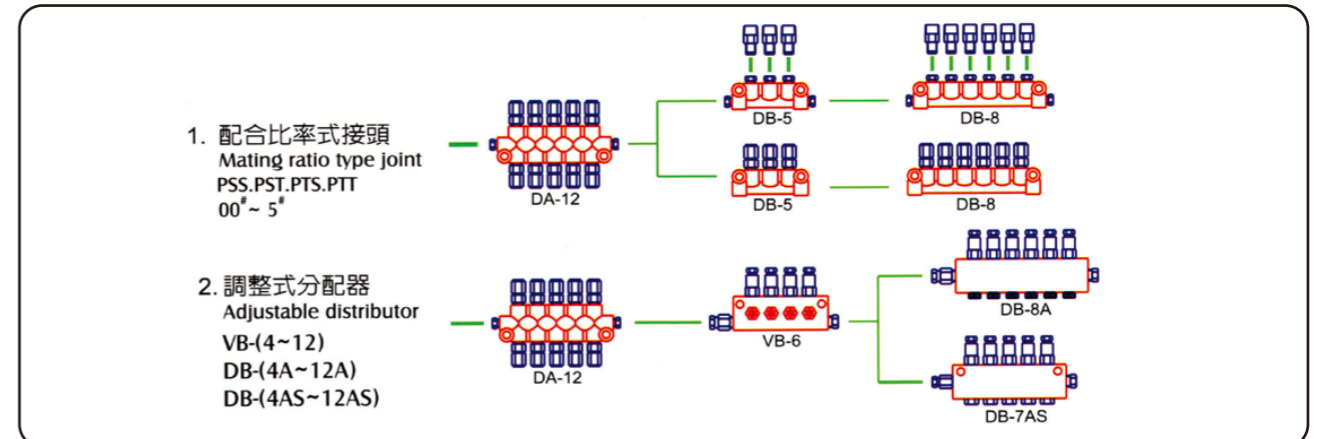 1. 配合比率式接頭
Mating ratio type joint
PSS.PST.PTS.PTT
00#~ 5#
DA-12
DB-5
DB-8
DB-5
DB-8
2. 調整式分配器
Adjustable distributor
VB-(4~12)
DB-(4A~12A)
DB-(4AS~12AS)
DA-12
VB-6
DB-8A
DB-7AS